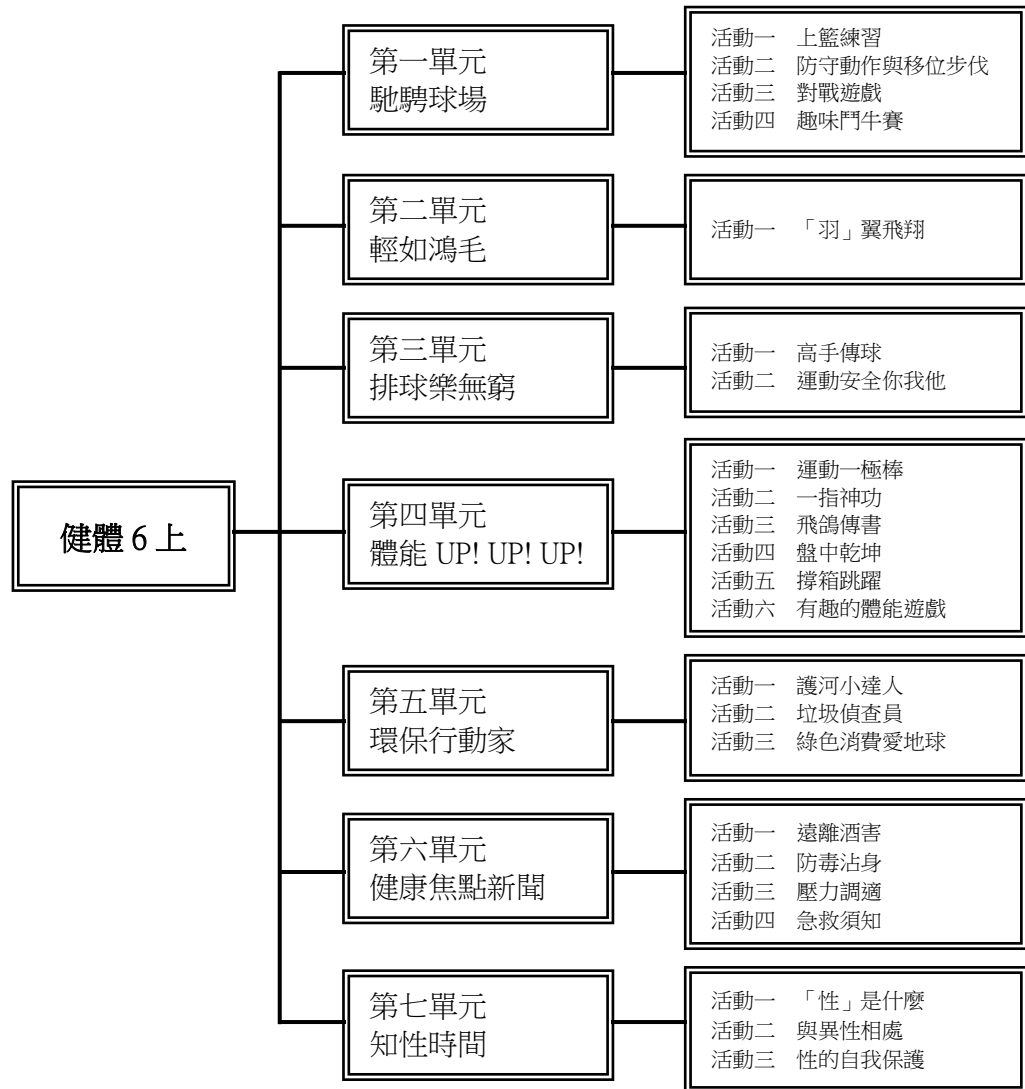 健體 6 上
第一單元
馳騁球場
活動一 上籃練習
活動二 防守動作與移位步伐
活動三 對戰遊戲
活動四 趣味鬥牛賽
第二單元
輕如鴻毛
活動一 「羽」翼飛翔
第三單元
排球樂無窮
活動一 高手傳球
活動二 運動安全你我他
第四單元
體能 UP! UP! UP!
活動一 運動一極棒
活動二 一指神功
活動三 飛鴿傳書
活動四 盤中乾坤
活動五 撐箱跳躍
活動六 有趣的體能遊戲
第五單元
環保行動家
活動一 護河小達人
活動二 垃圾偵查員
活動三 綠色消費愛地球
第六單元
健康焦點新聞
活動一 遠離酒害
活動二 防毒沾身
活動三 壓力調適
活動四 急救須知
第七單元
知性時間
活動一 「性」是什麼
活動二 與異性相處
活動三 性的自我保護